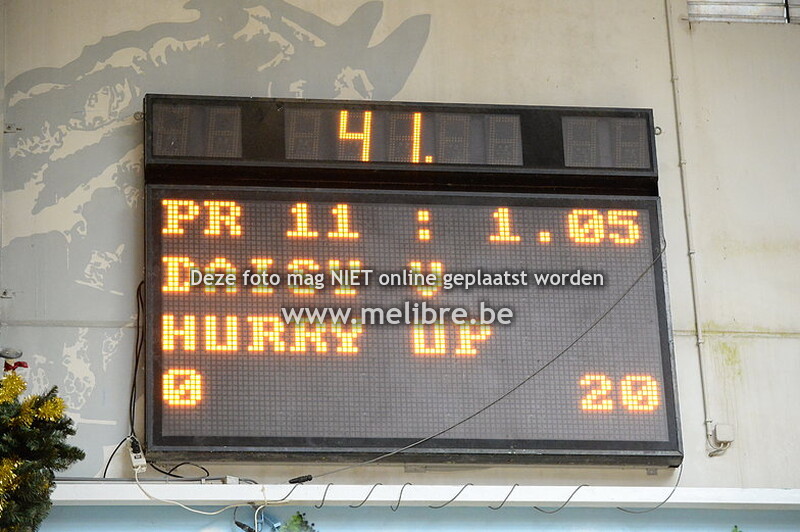 41.
PR 11 : 1.05
DAISY V
Deze foto mag NIET online geplaatst worden
www.melibre.be
HURRY UP
0 20